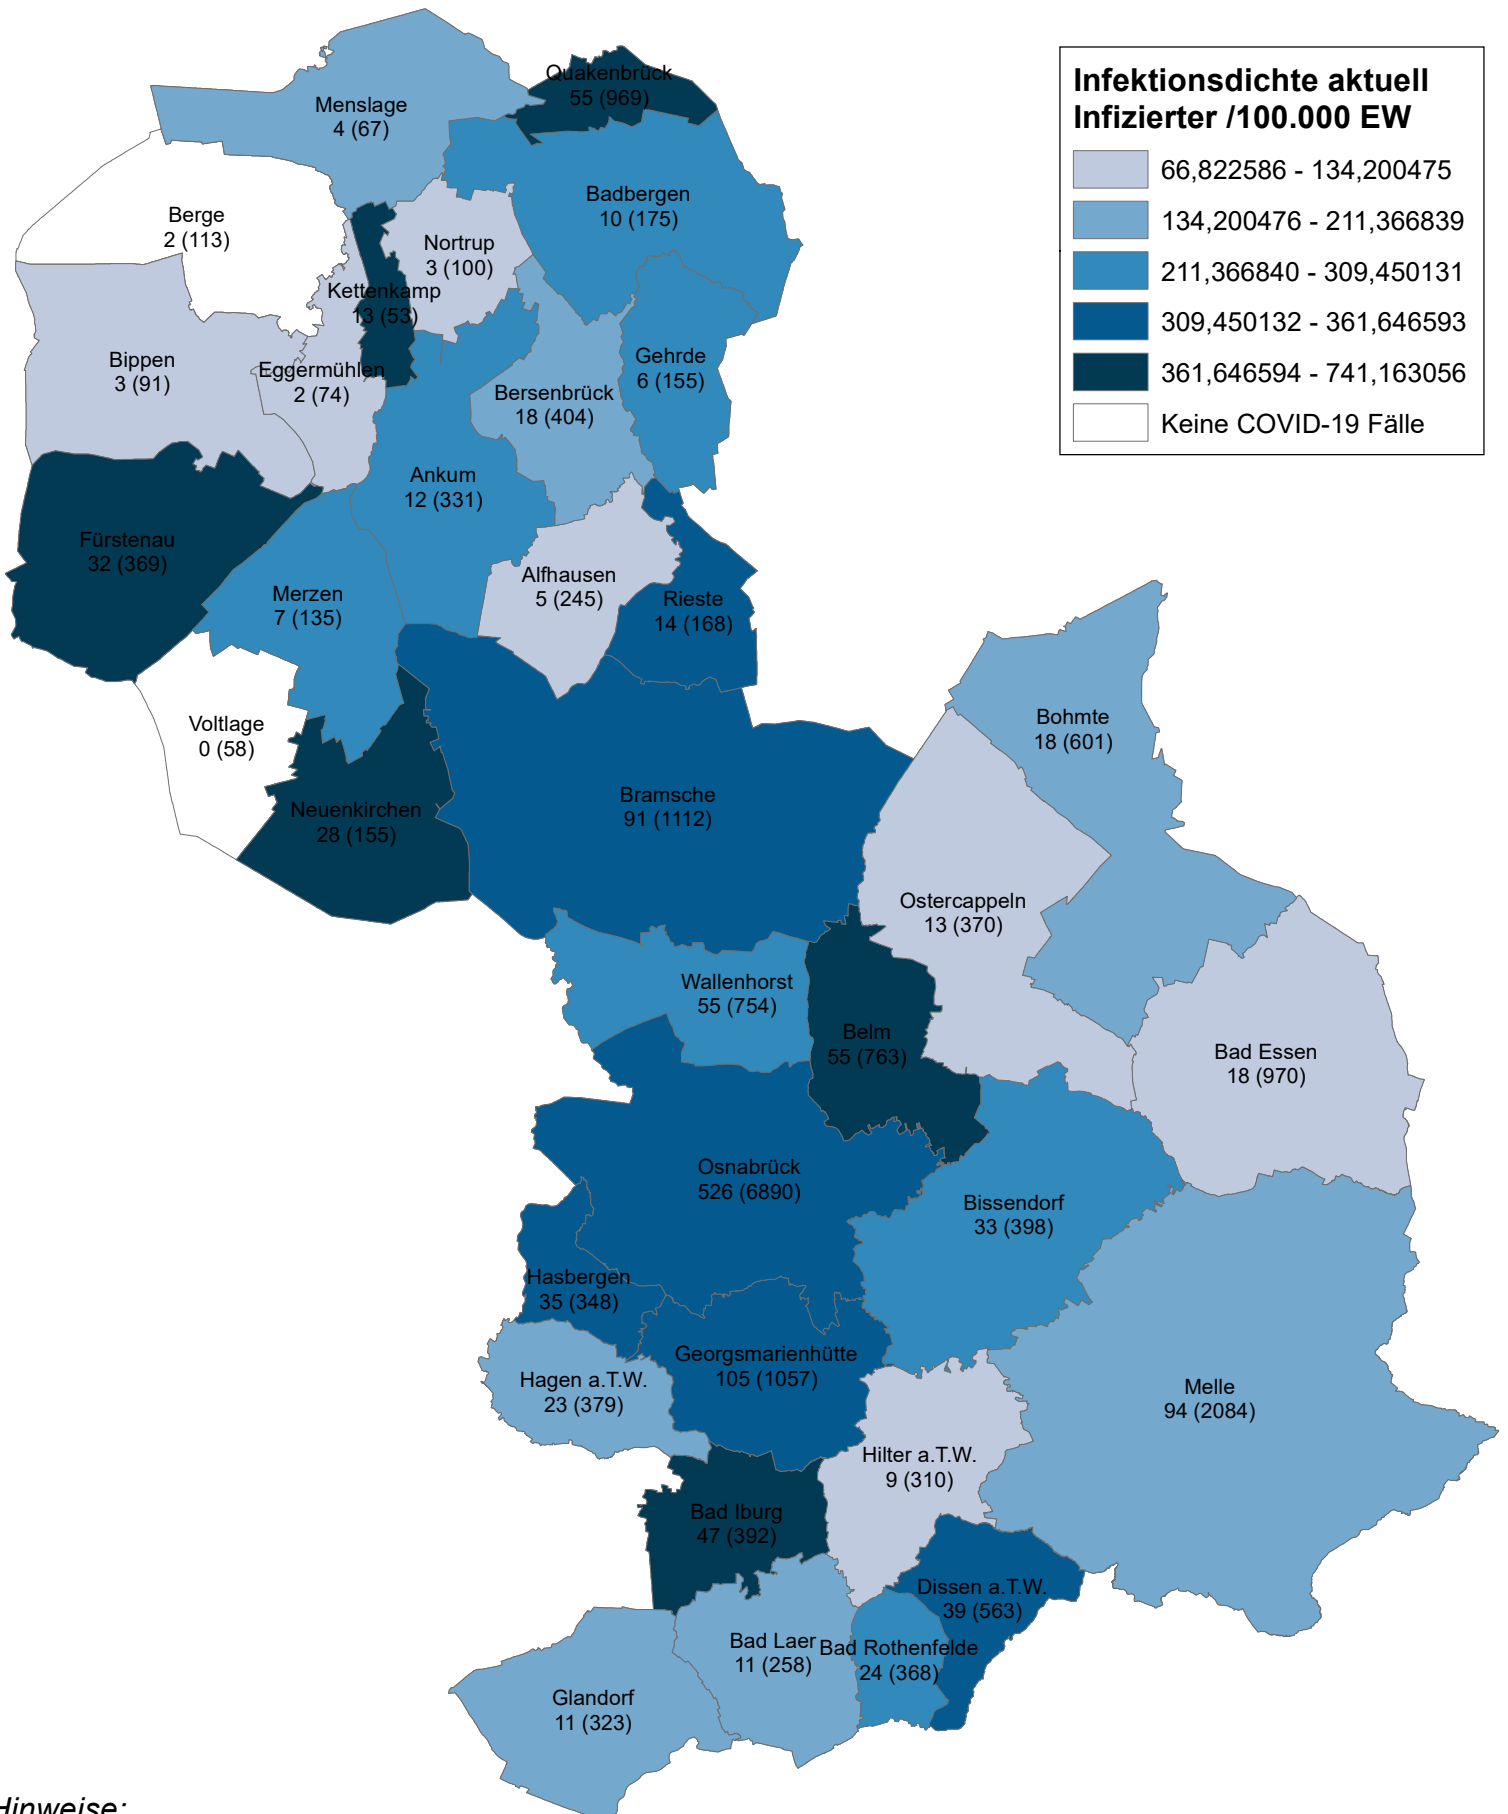 Infektionsdichte aktuell
Infizierter /100.000 EW
66,822586 - 134,200475
134,200476 - 211,366839
211,366840 - 309,450131
309,450132 - 361,646593
361,646594 - 741,163056
Keine COVID-19 Fälle
Quakenbrück
55 (969)
Menslage
4 (67)
Badbergen
10 (175)
Berge
2 (113)
Nortrup
3 (100)
Kettenkamp
13 (53)
Bippen
3 (91)
Eggermühlen
2 (74)
Gehrde
6 (155)
Bersenbrück
18 (404)
Ankum
12 (331)
Fürstenau
32 (369)
Alfhausen
5 (245)
Merzen
7 (135)
Rieste
14 (168)
Voltlage
0 (58)
Bohmte
18 (601)
Neuenkirchen
28 (155)
Bramsche
91 (1112)
Ostercappeln
13 (370)
Wallenhorst
55 (754)
Belm
55 (763)
Bad Essen
18 (970)
Osnabrück
526 (6890)
Bissendorf
33 (398)
Hasbergen
35 (348)
Georgsmarienhütte
105 (1057)
Hagen a.T.W.
23 (379)
Melle
94 (2084)
Hilter a.T.W.
9 (310)
Bad Iburg
47 (392)
Dissen a.T.W.
39 (563)
Bad Laer
11 (258)
Bad Rothenfelde
24 (368)
Glandorf
11 (323)
Hinweise: